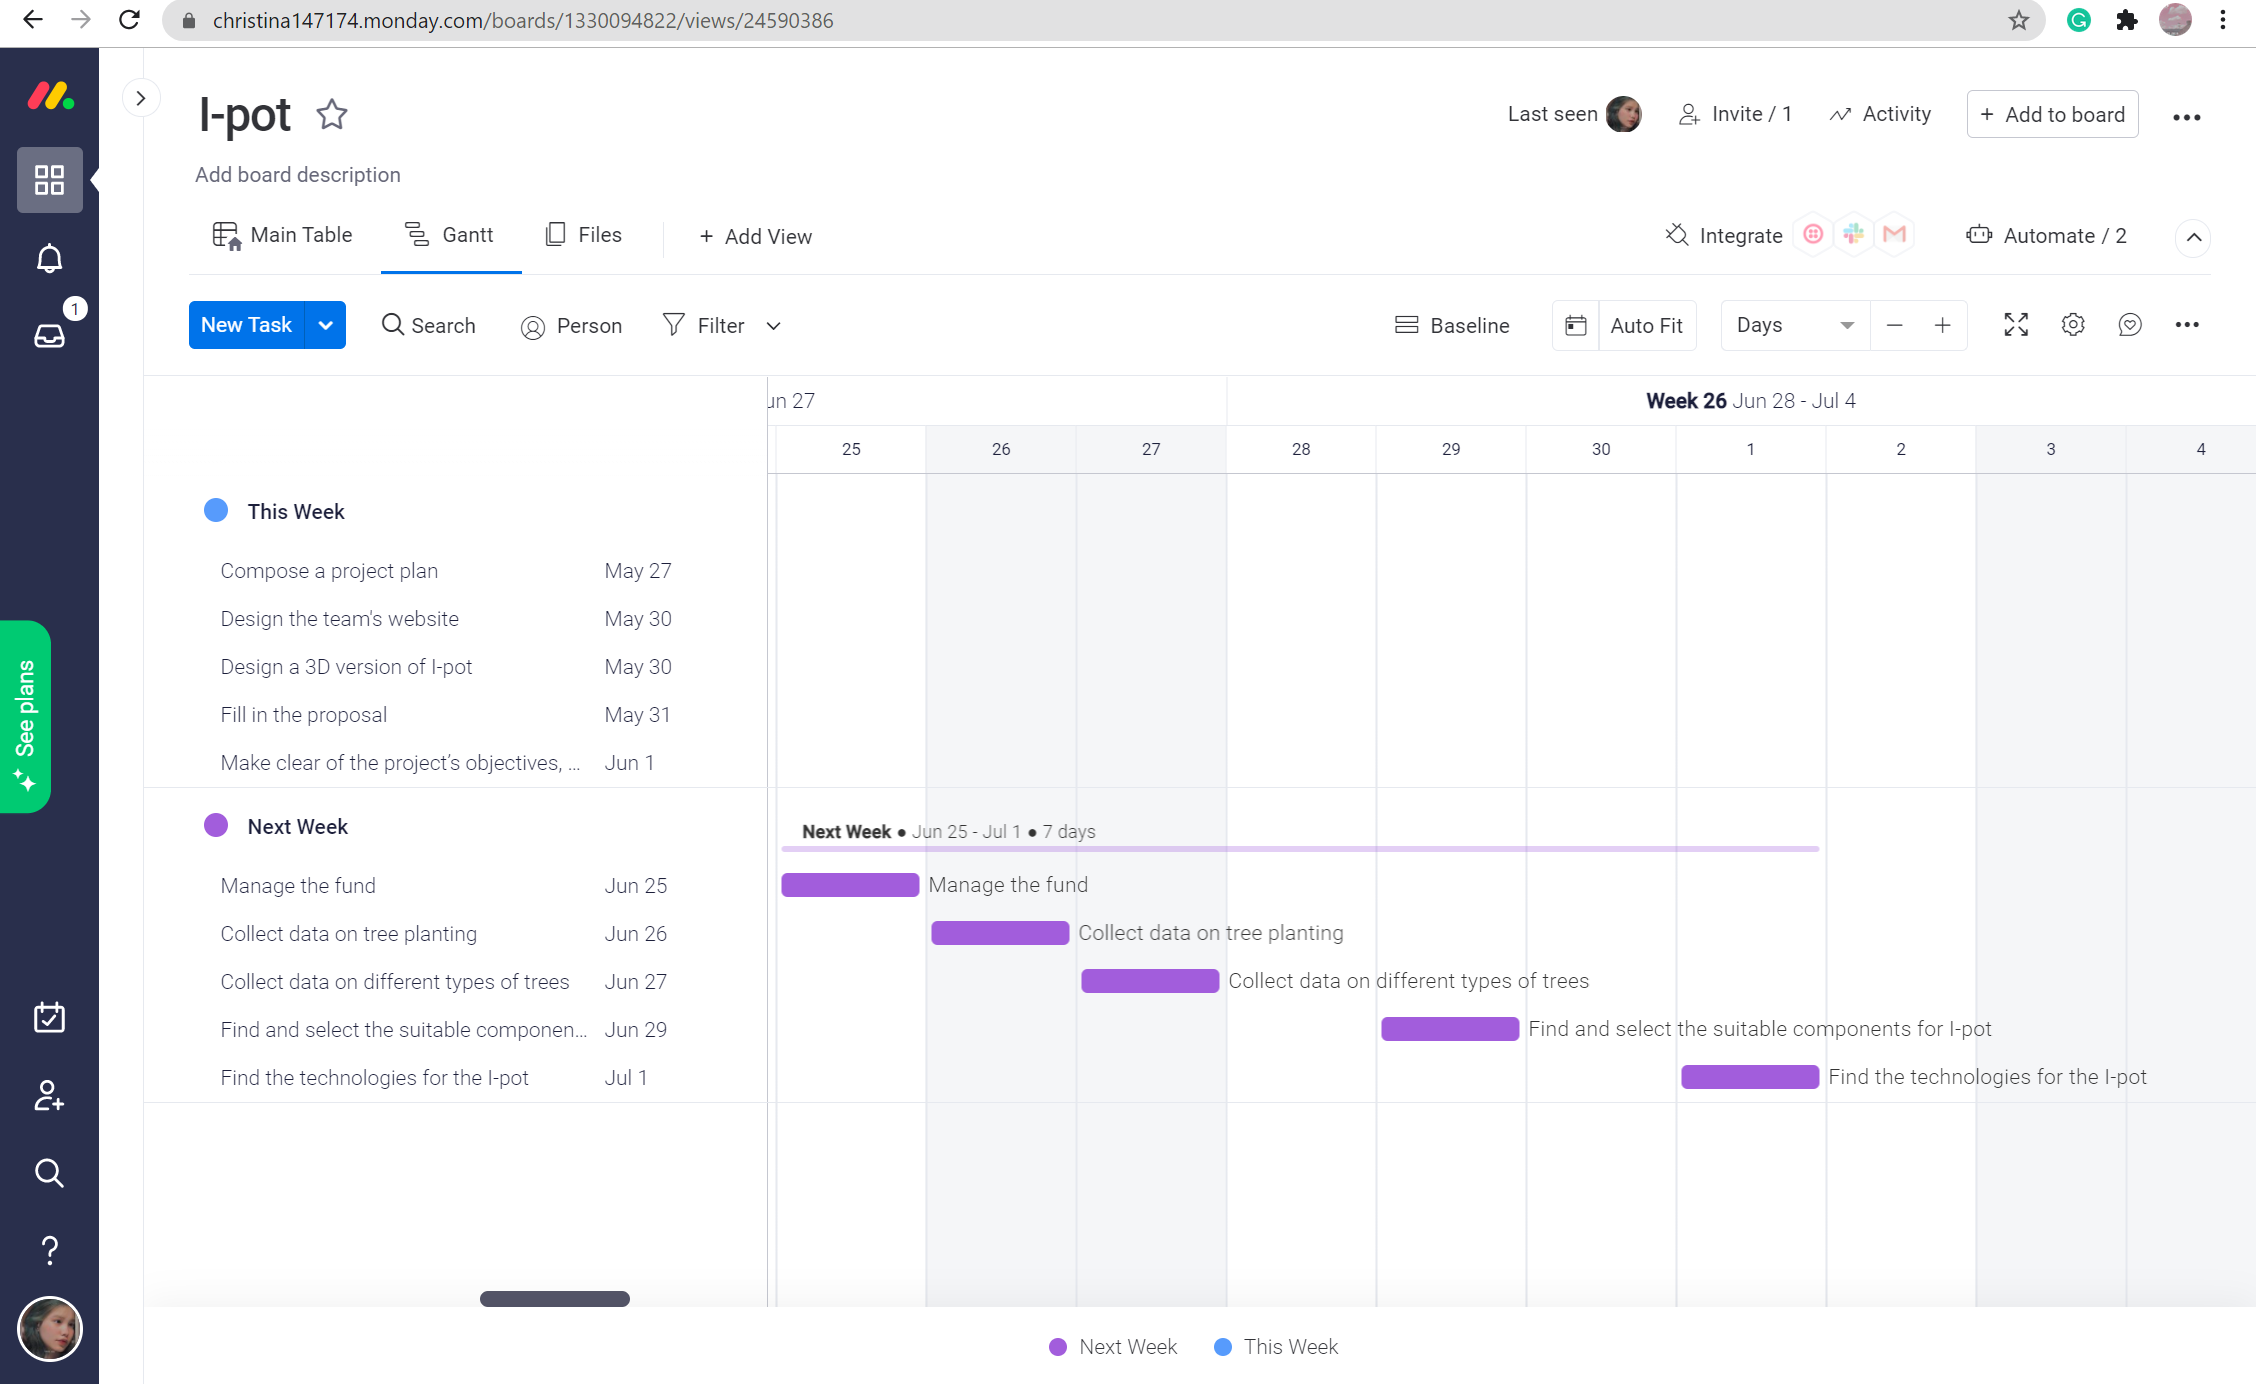 christina147174.monday.com/boards/1330094822/views/24590386
I-pot
Last seen
Invite / 1
Activity
+ Add to board
Add board description
Main Table
Gantt
Files
+ Add View
Integrate
Automate / 2
New Task
Search
Person
Filter
Baseline
Auto Fit
Days
1
See plans
un 27
Week 26 Jun 28 - Jul 4
25 26 27 28 29 30 1 2 3 4
This Week
Compose a project plan May 27
Design the team's website May 30
Design a 3D version of I-pot May 30
Fill in the proposal May 31
Make clear of the project’s objectives, ... Jun 1
Next Week
Next Week ● Jun 25 - Jul 1 ● 7 days
Manage the fund Jun 25 Manage the fund
Collect data on tree planting Jun 26 Collect data on tree planting
Collect data on different types of trees Jun 27 Collect data on different types of trees
Find and select the suitable componen... Jun 29 Find and select the suitable components for I-pot
Find the technologies for the I-pot Jul 1 Find the technologies for the I-pot
Next Week This Week